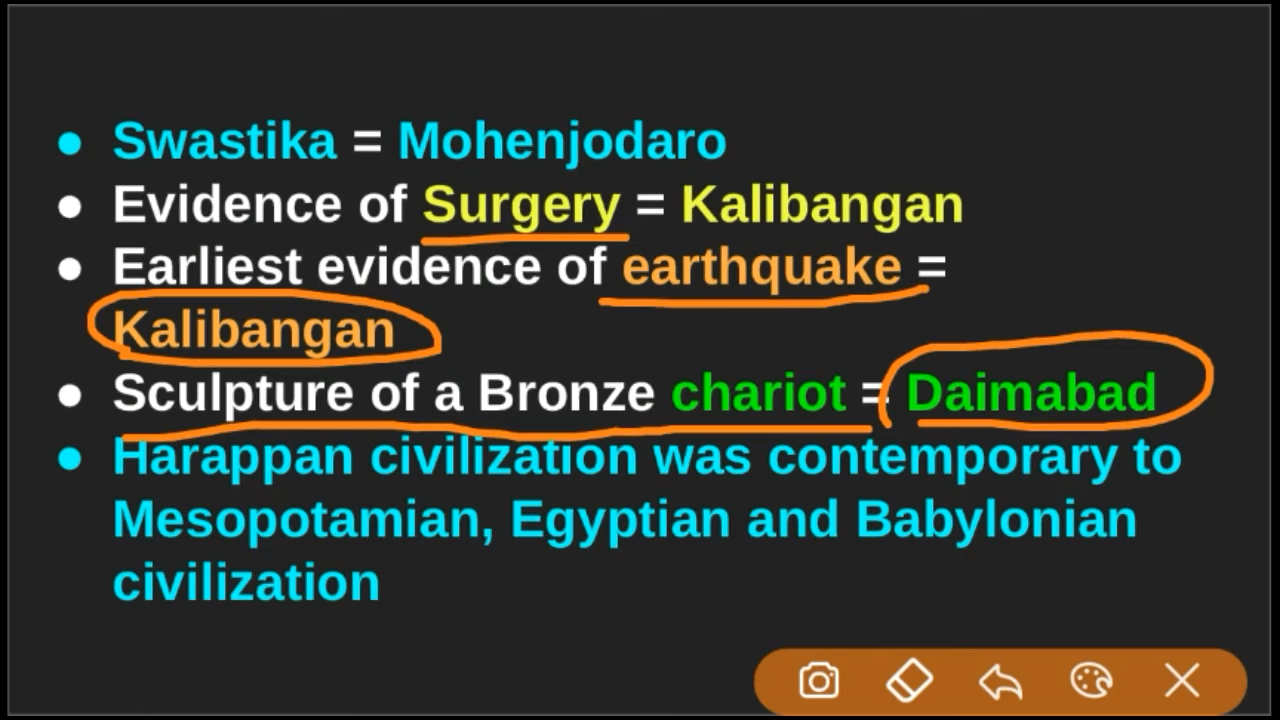 ● Swastika = Mohenjodaro
● Evidence of Surgery = Kalibangan
● Earliest evidence of earthquake =
Kalibangan
● Sculpture of a Bronze chariot = Daimabad
● Harappan civilization was contemporary to
Mesopotamian, Egyptian and Babylonian
civilization